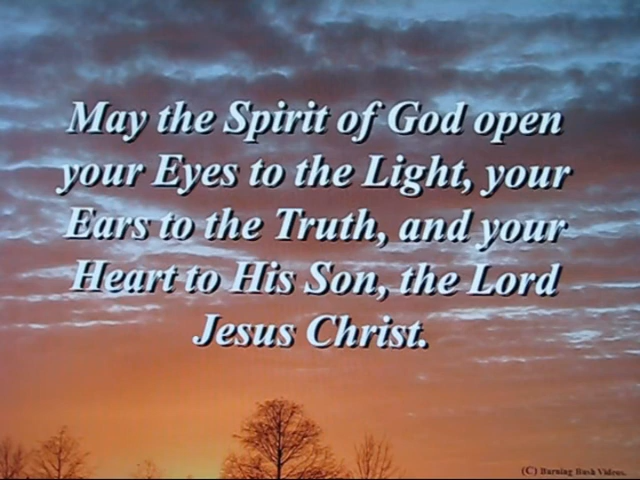 May the Spirit of God open
your Eyes to the Light, your
Ears to the Truth, and your
Heart to His Son, the Lord
Jesus Christ.
(C) Burning Bush Videos.